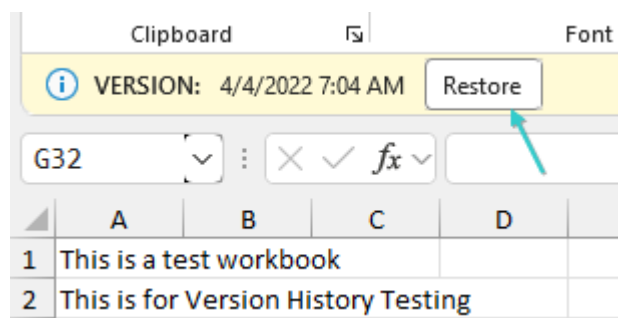 Clipboard Font
VERSION: 4/4/2022 7:04 AM Restore
G32 fx
A B C D
1 This is a test workbook
2 This is for Version History Testing